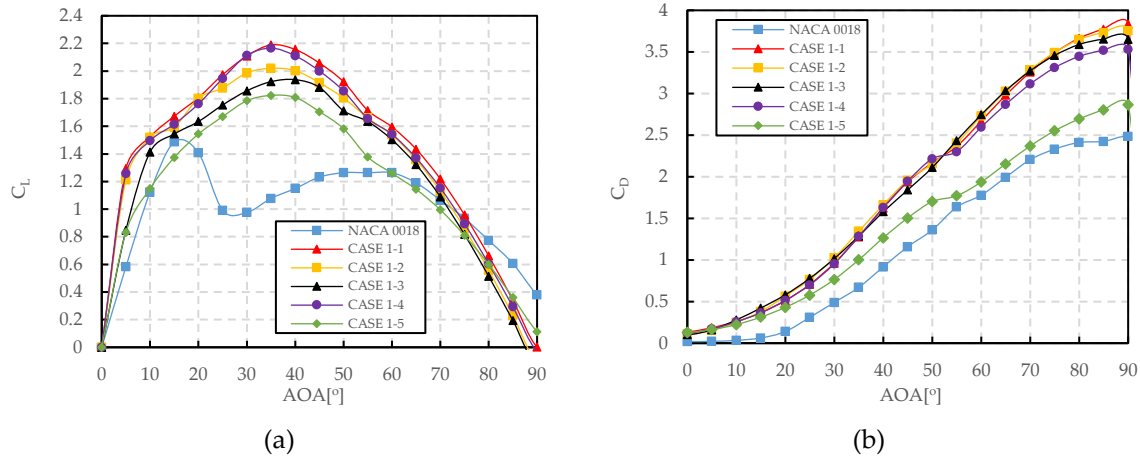 2.4
2.2
2
1.8
1.6
1.4
1.2
1
0.8
0.6
0.4
0.2
0
C_L
NACA 0018
CASE 1-1
CASE 1-2
CASE 1-3
CASE 1-4
CASE 1-5
0 10 20 30 40 50 60 70 80 90
AOA[°]
(a)
4
3.5
3
2.5
2
1.5
1
0.5
0
C_D
NACA 0018
CASE 1-1
CASE 1-2
CASE 1-3
CASE 1-4
CASE 1-5
0 10 20 30 40 50 60 70 80 90
AOA[°]
(b)